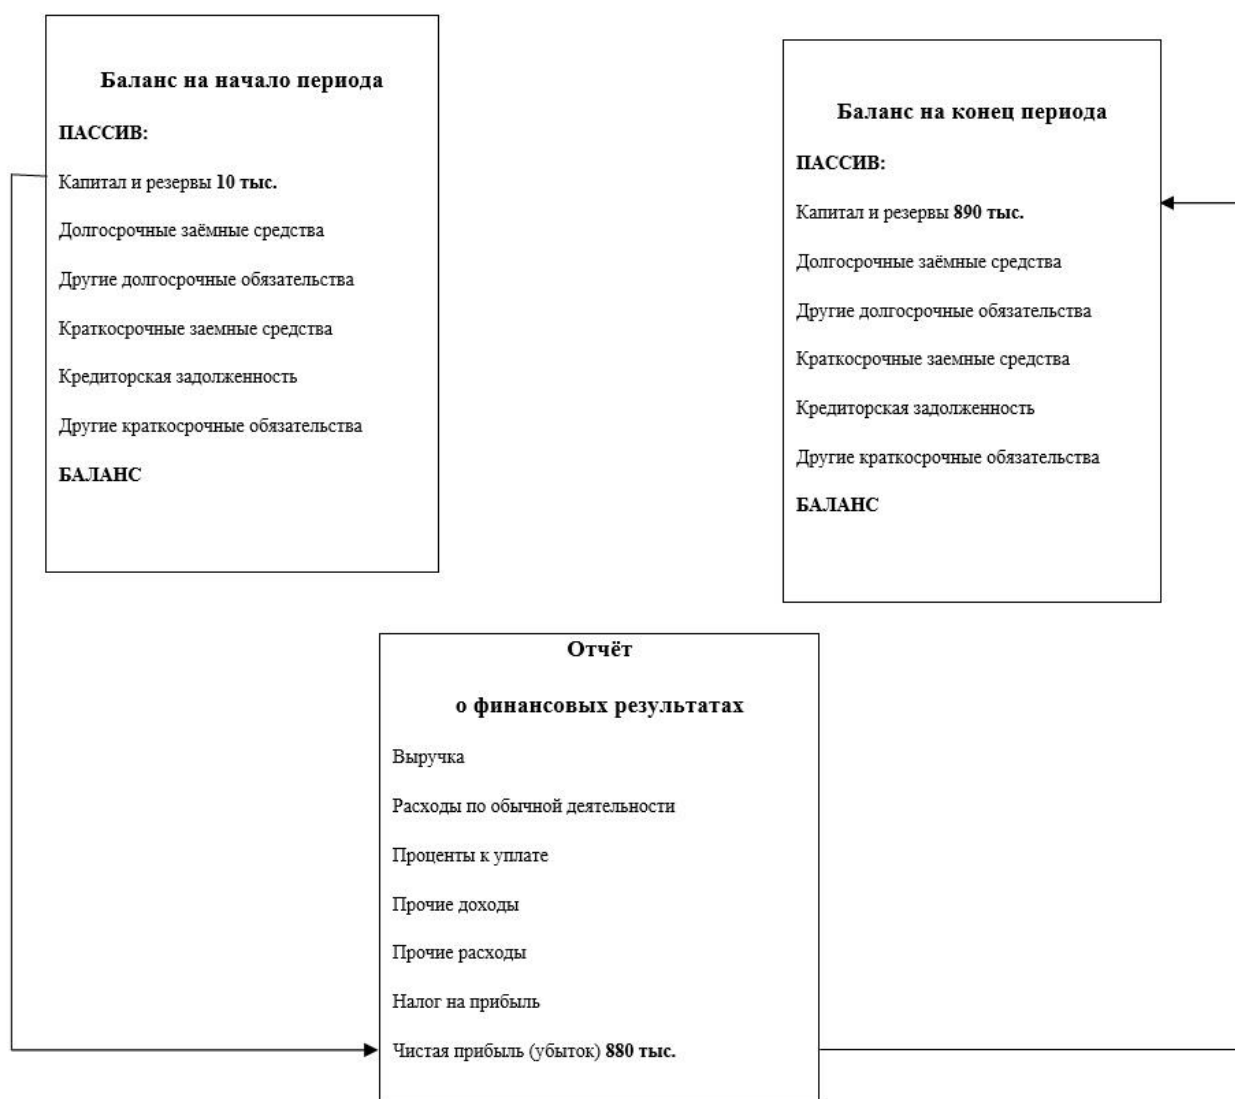 Баланс на начало периода
ПАССИВ:
Капитал и резервы 10 тыс.
Долгосрочные заёмные средства
Другие долгосрочные обязательства
Краткосрочные заемные средства
Кредиторская задолженность
Другие краткосрочные обязательства
БАЛАНС
Баланс на конец периода
ПАССИВ:
Капитал и резервы 890 тыс.
Долгосрочные заёмные средства
Другие долгосрочные обязательства
Краткосрочные заемные средства
Кредиторская задолженность
Другие краткосрочные обязательства
БАЛАНС
Отчёт
о финансовых результатах
Выручка
Расходы по обычной деятельности
Проценты к уплате
Прочие доходы
Прочие расходы
Налог на прибыль
Чистая прибыль (убыток) 880 тыс.